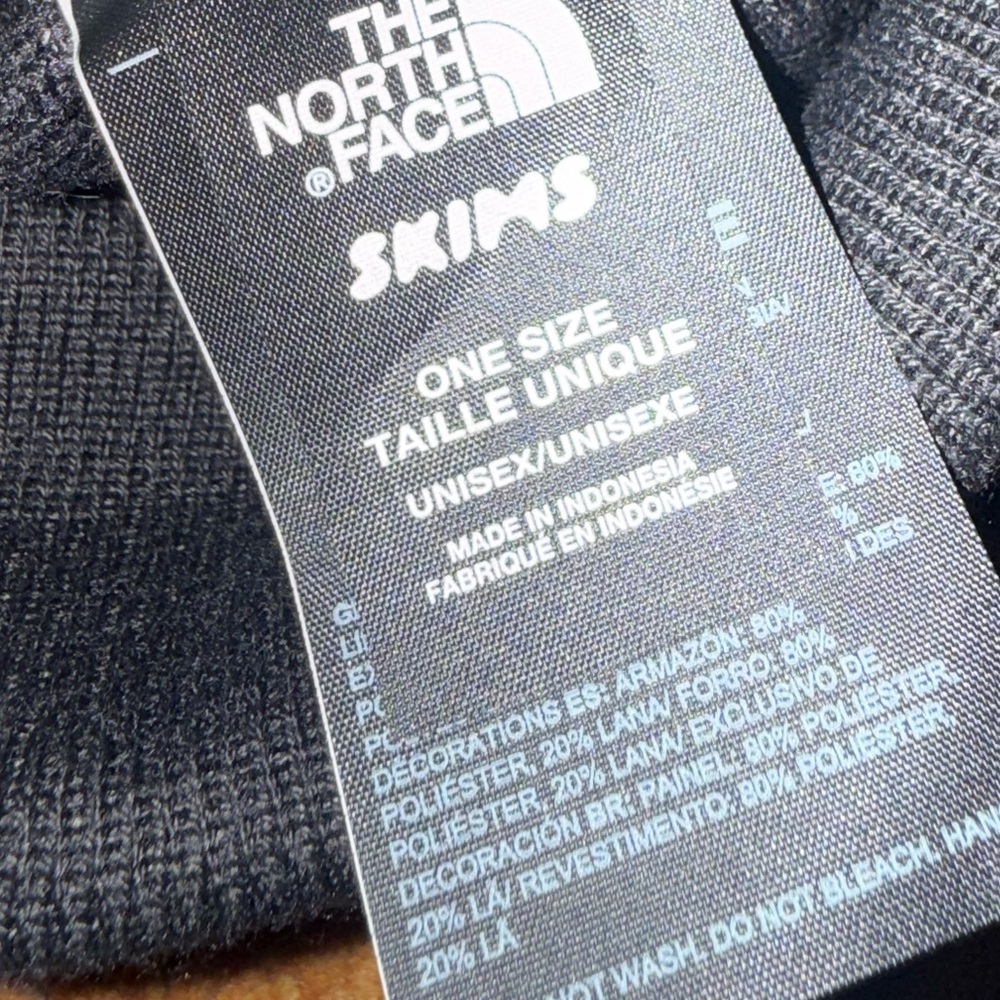 THE
NORTH
®FACE
SKIMS
ONE SIZE
TAILLE UNIQUE
UNISEX/UNISEXE
MADE IN INDONESIA
FABRIQUÉ EN INDONÉSIE
E: 80%
%
DES
DECORATIONS ES: ARMAZÓN: 80%
POLIÉSTER, 20% LANA/ FORRO: 80%
POLIÉSTER, 20% LANA/ EXCLUSIVO DE
DECORACIÓN BR: PAINEL: 80% POLIÉSTER,
20% LÃ/ REVESTIMENTO: 80% POLIÉSTER,
20% LÃ
NOT WASH, DO NOT BLEACH,